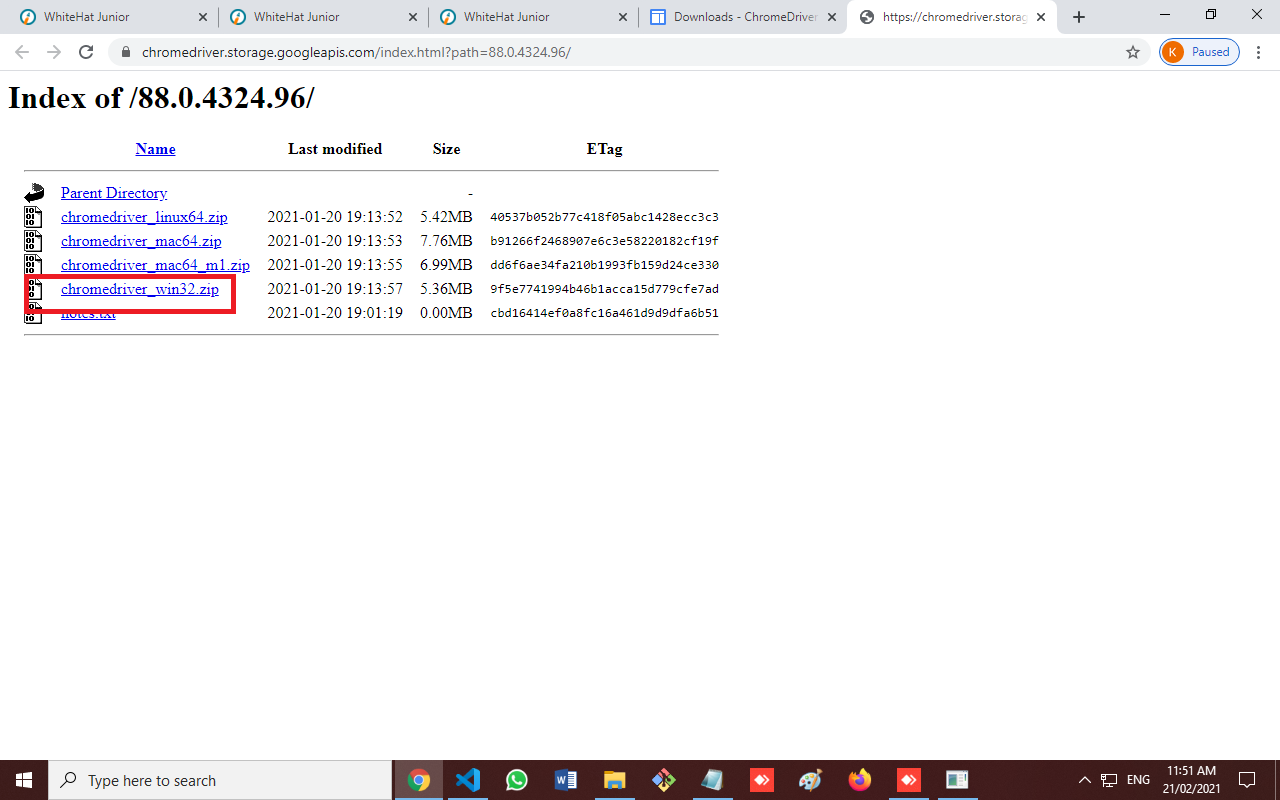 WhiteHat Junior
WhiteHat Junior
WhiteHat Junior
Downloads - ChromeDriver
https://chromedriver.storag
chromedriver.storage.googleapis.com/index.html?path=88.0.4324.96/
K Paused
Index of /88.0.4324.96/
Name Last modified Size ETag
Parent Directory -
chromedriver_linux64.zip 2021-01-20 19:13:52 5.42MB 40537b052b77c418f05abc1428ecc3c3
chromedriver_mac64.zip 2021-01-20 19:13:53 7.76MB b91266f2468907e6c3e58220182cf19f
chromedriver_mac64_m1.zip 2021-01-20 19:13:55 6.99MB dd6f6ae34fa210b1993fb159d24ce330
chromedriver_win32.zip 2021-01-20 19:13:57 5.36MB 9f5e7741994b46b1acca15d779cfe7ad
notes.txt 2021-01-20 19:01:19 0.00MB cbd16414ef0a8fc16a461d9d9dfa6b51
Type here to search
ENG
11:51 AM
21/02/2021